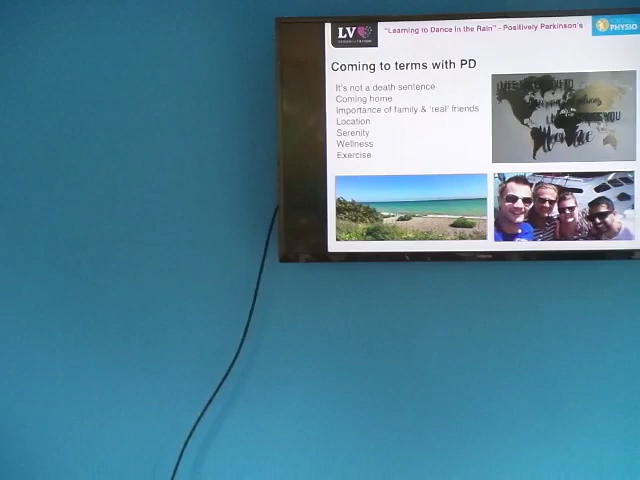 LV
"Learning to Dance in the Rain" - Positively Parkinson's
PHYSIO
Coming to terms with PD
It's not a death sentence
Coming home
Importance of family & 'real' friends
Location
Serenity
Wellness
Exercise